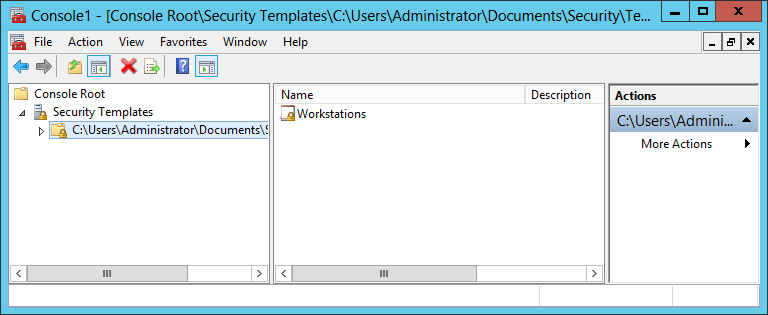 Console1 - [Console Root\Security Templates\C:\Users\Administrator\Documents\Security\Te...
File Action View Favorites Window Help
Console Root
Security Templates
C:\Users\Administrator\Documents\S
Name Description
Workstations
Actions
C:\Users\Admini...
More Actions